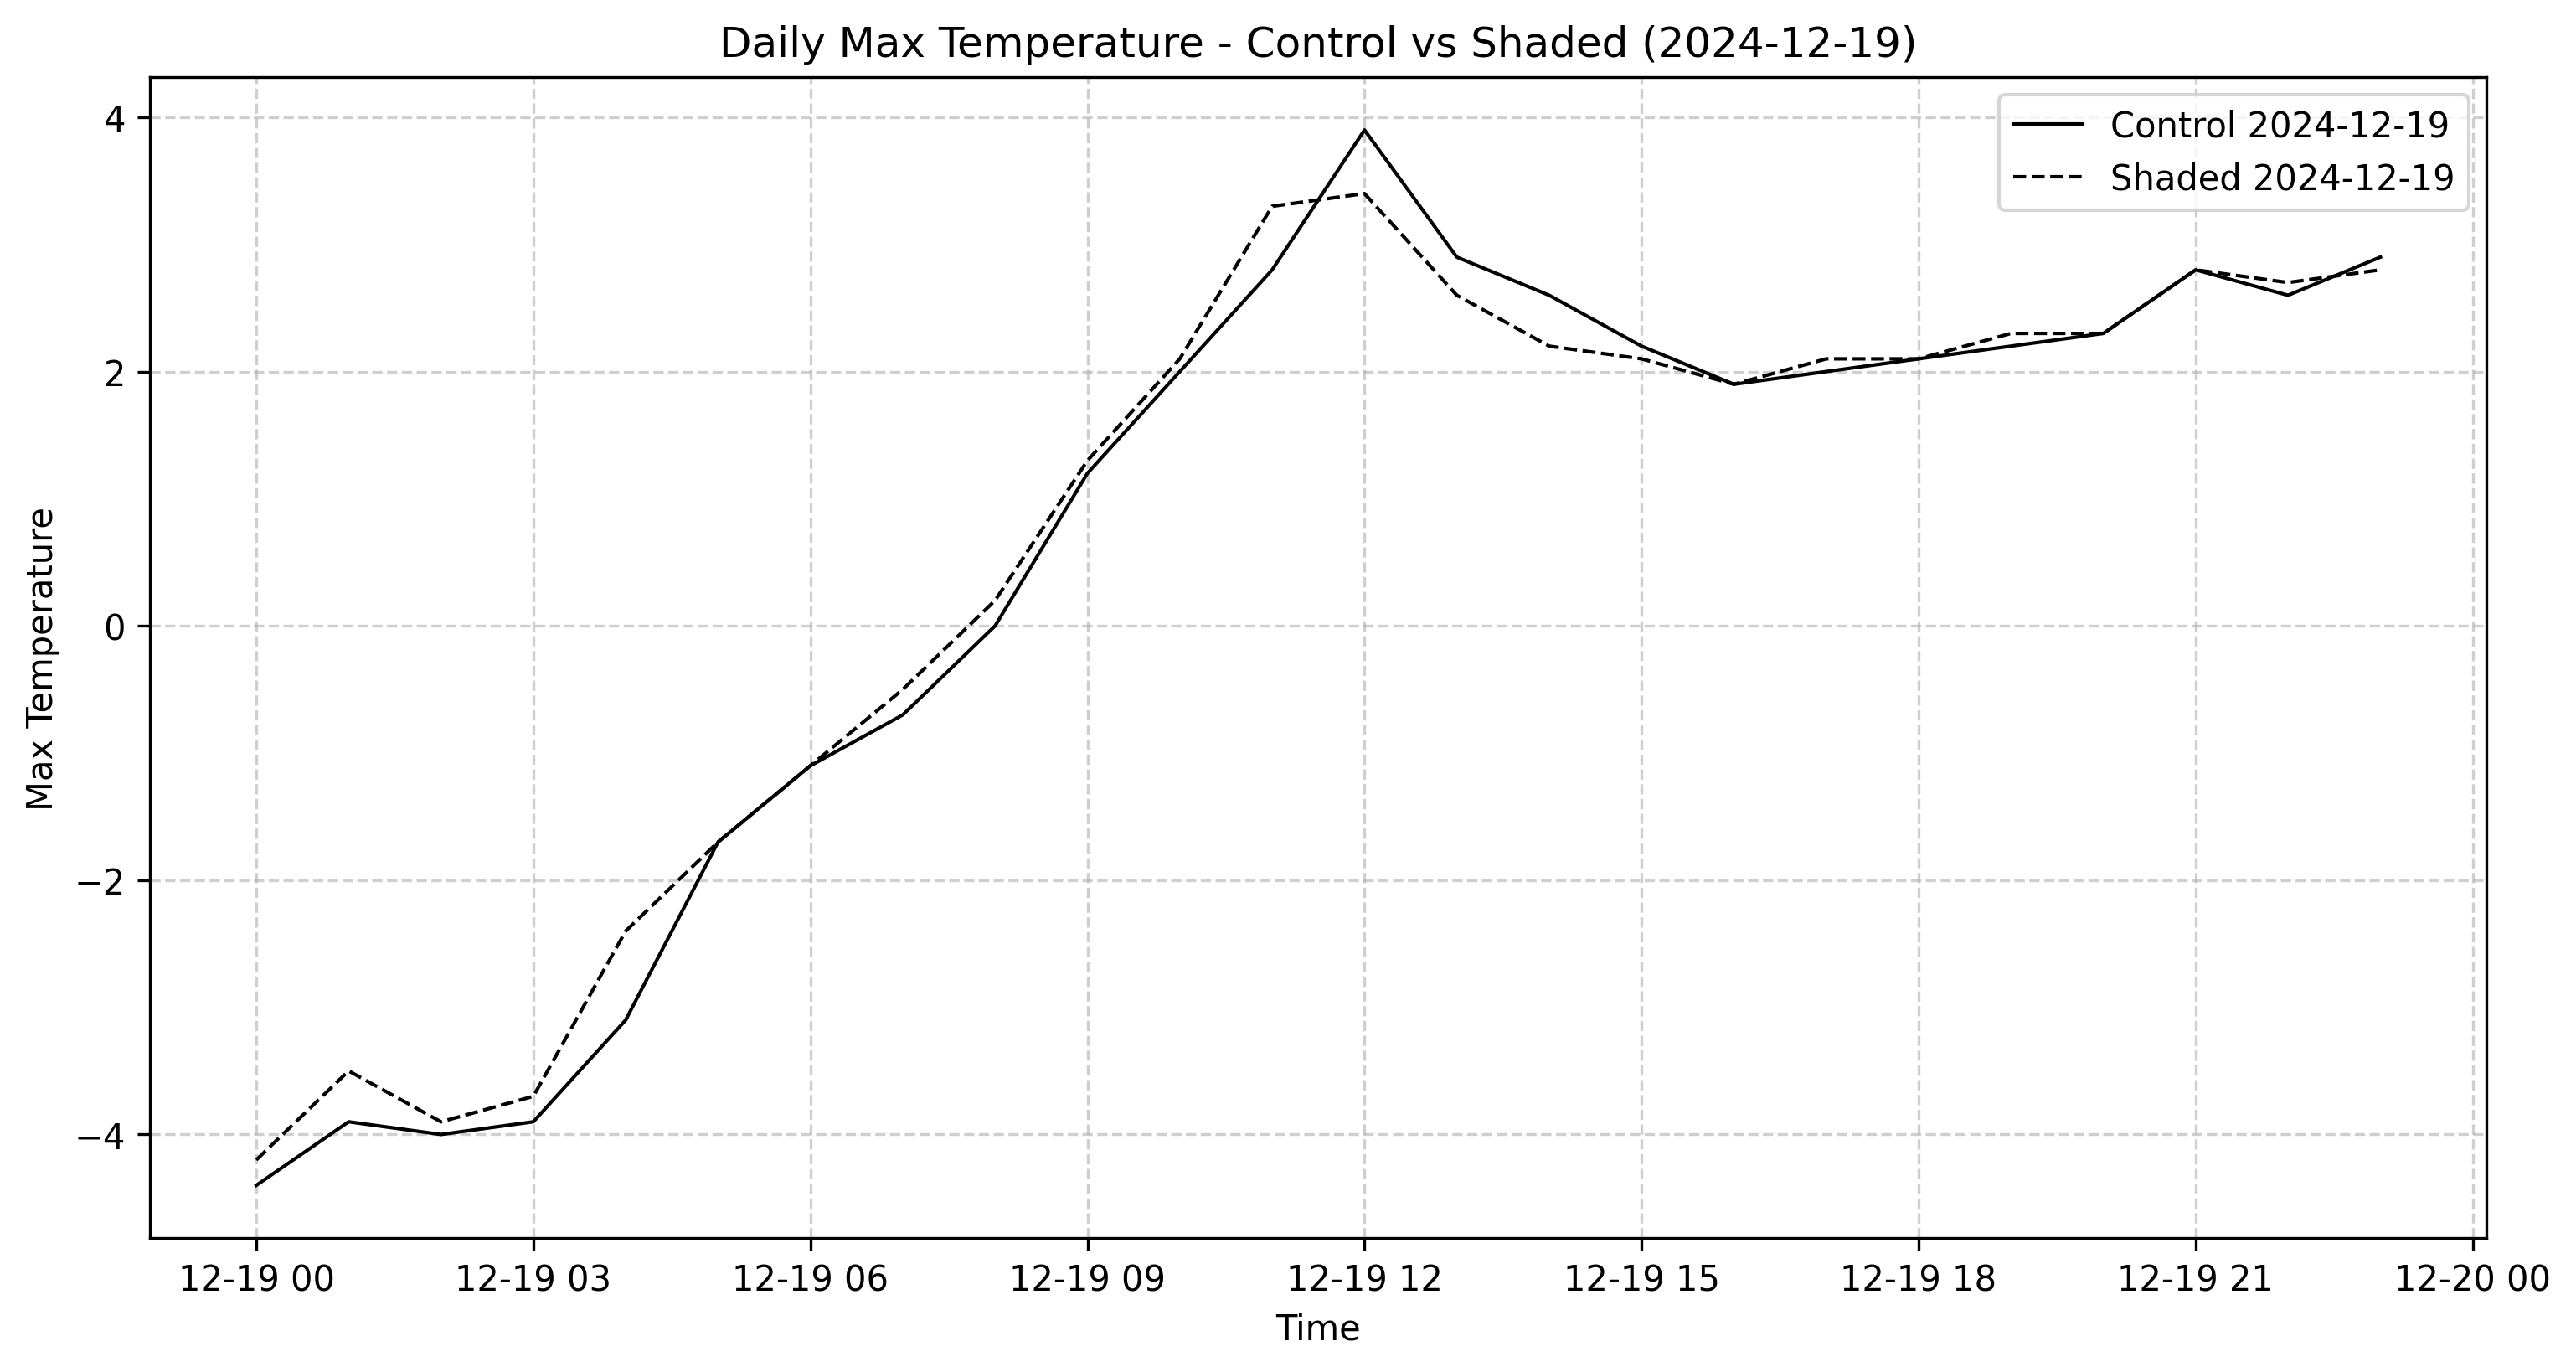 Daily Max Temperature - Control vs Shaded (2024-12-19)
Control 2024-12-19
Shaded 2024-12-19
4
2
0
−2
−4
Max Temperature
12-19 00
12-19 03
12-19 06
12-19 09
12-19 12
12-19 15
12-19 18
12-19 21
12-20 00
Time